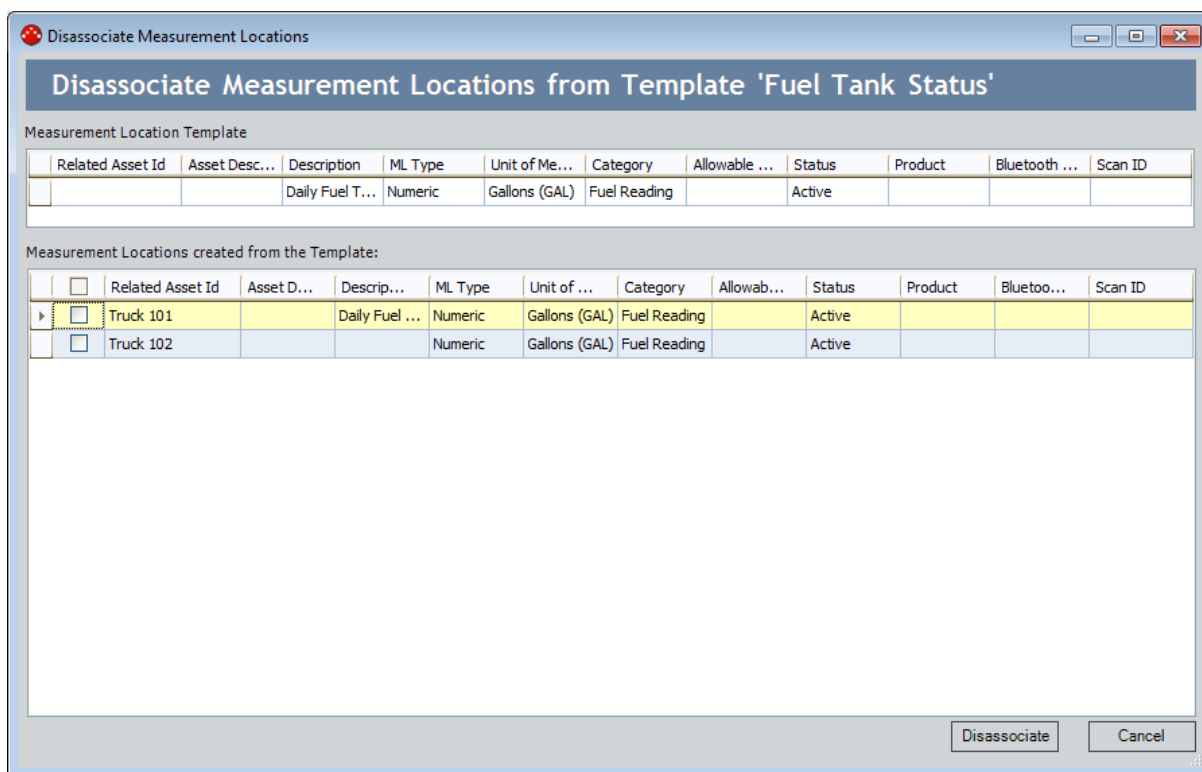 Disassociate Measurement Locations
Disassociate Measurement Locations from Template 'Fuel Tank Status'
Measurement Location Template
Related Asset Id Asset Desc... Description ML Type Unit of Me... Category Allowable ... Status Product Bluetooth ... Scan ID
Daily Fuel T... Numeric Gallons (GAL) Fuel Reading Active
Measurement Locations created from the Template:
Related Asset Id Asset D... Descrip... ML Type Unit of ... Category Allowab... Status Product Bluetoo... Scan ID
Truck 101 Daily Fuel ... Numeric Gallons (GAL) Fuel Reading Active
Truck 102 Numeric Gallons (GAL) Fuel Reading Active
Disassociate Cancel